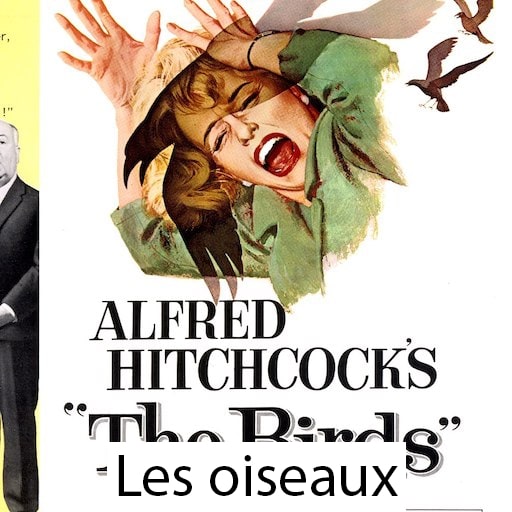 r,
!"
ALFRED
HITCHCOCK'S
"The Birds"
Les oiseaux